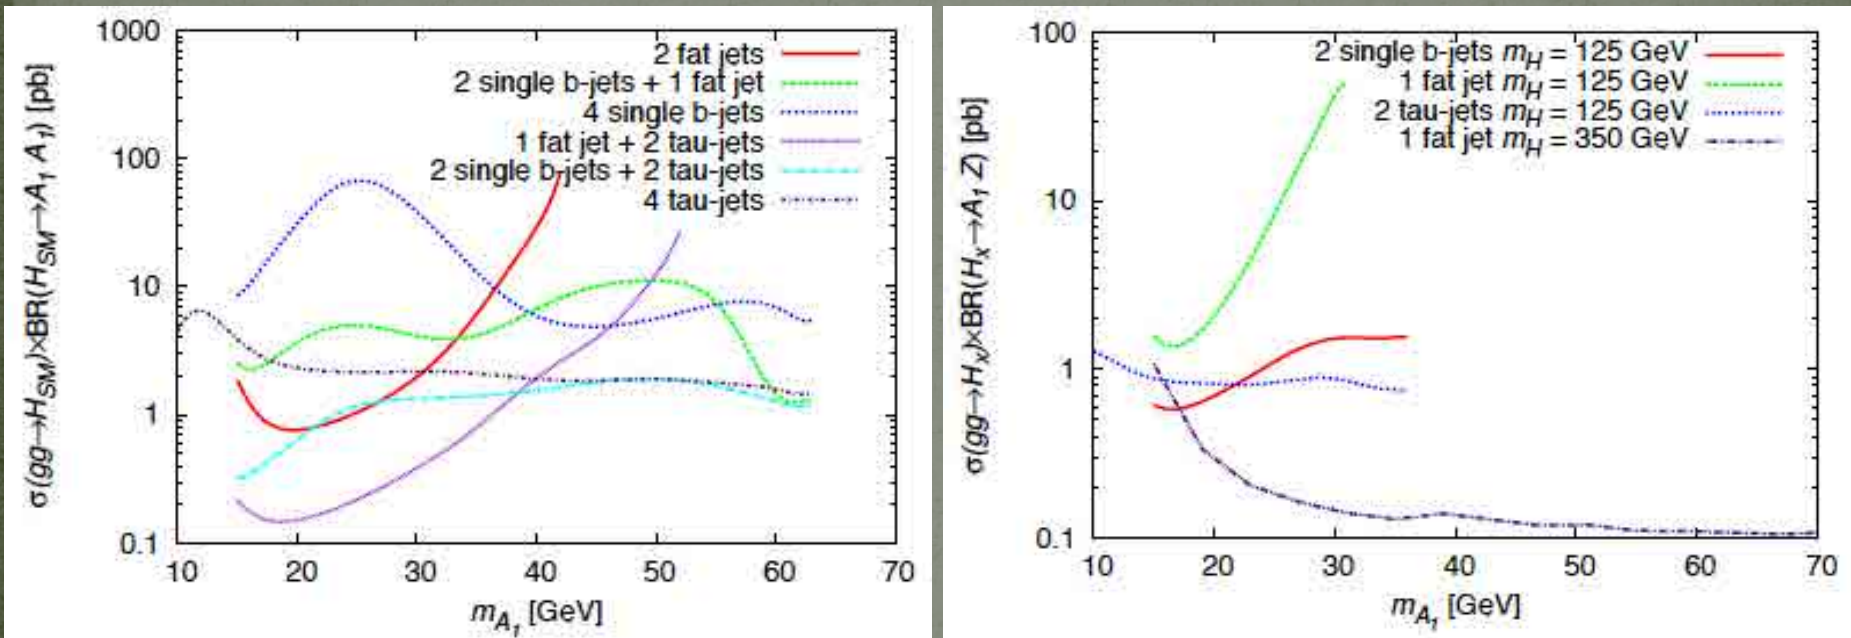 σ(gg→H_SM)×BR(H_SM→A_1 A_1) [pb]
1000
100
10
1
0.1
2 fat jets
2 single b-jets + 1 fat jet
4 single b-jets
1 fat jet + 2 tau-jets
2 single b-jets + 2 tau-jets
4 tau-jets
10 20 30 40 50 60 70
m_A_1 [GeV]
σ(gg→H_x)×BR(H_x→A_1 Z) [pb]
100
10
1
0.1
2 single b-jets m_H = 125 GeV
1 fat jet m_H = 125 GeV
2 tau-jets m_H = 125 GeV
1 fat jet m_H = 350 GeV
10 20 30 40 50 60 70
m_A_1 [GeV]